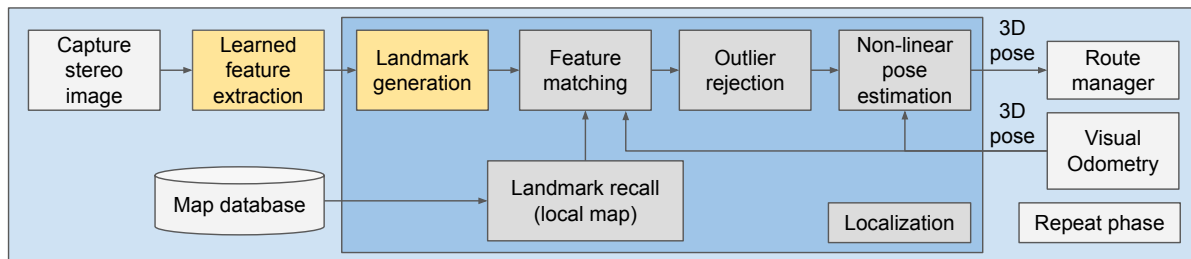 Capture
stereo
image
Learned
feature
extraction
Landmark
generation
Feature
matching
Outlier
rejection
Non-linear
pose
estimation
3D
pose
Route
manager
3D
pose
Visual
Odometry
Map database
Landmark recall
(local map)
Localization
Repeat phase